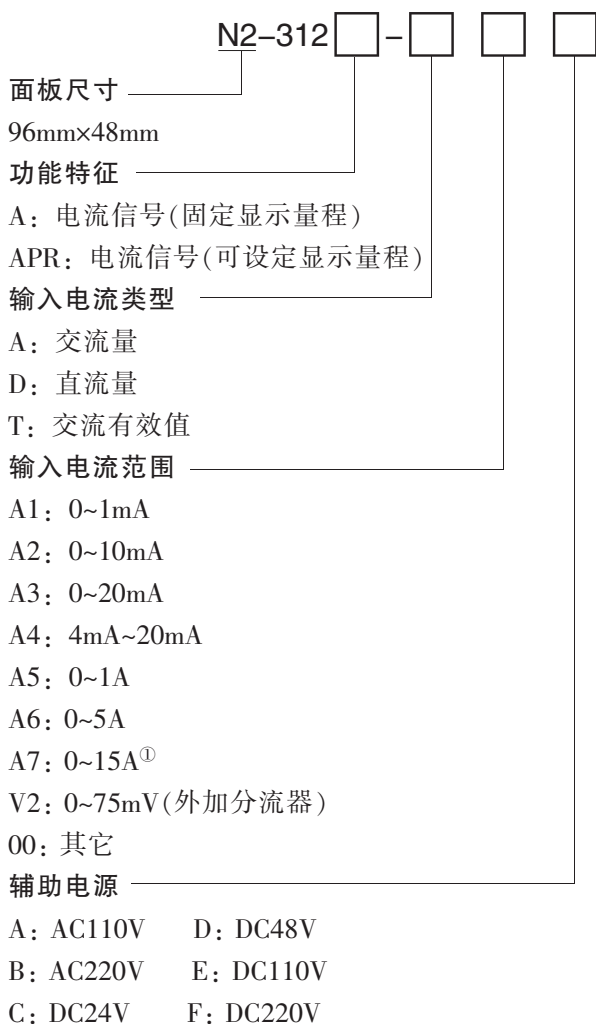 N2-312□-□ □ □
面板尺寸
96mm×48mm
功能特征
A：电流信号(固定显示量程)
APR：电流信号(可设定显示量程)
输入电流类型
A：交流量
D：直流量
T：交流有效值
输入电流范围
A1：0~1mA
A2：0~10mA
A3：0~20mA
A4：4mA~20mA
A5：0~1A
A6：0~5A
A7：0~15A①
V2：0~75mV(外加分流器)
00：其它
辅助电源
A：AC110V D：DC48V
B：AC220V E：DC110V
C：DC24V F：DC220V